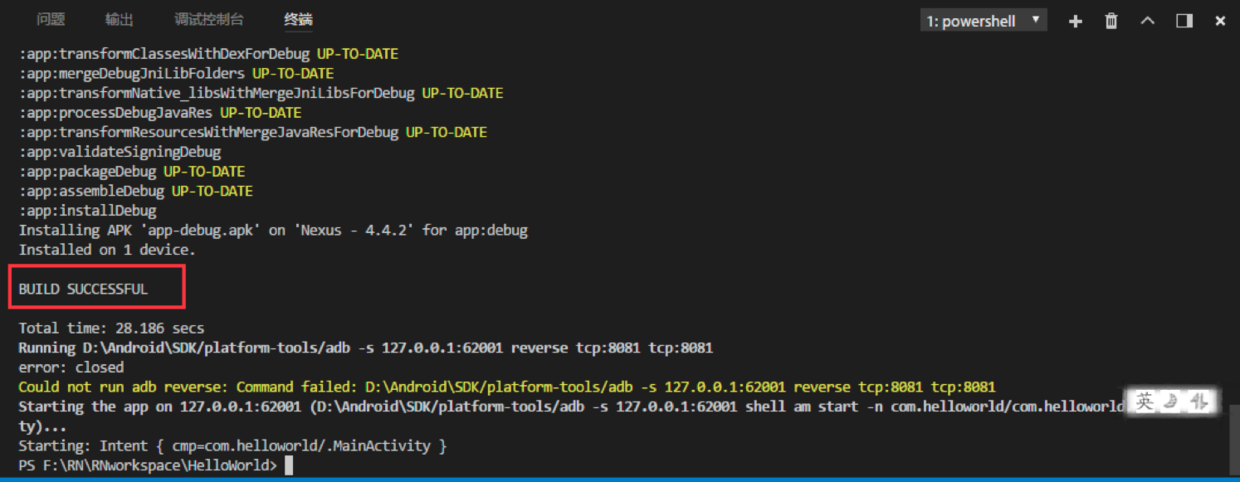 问题 输出 调试控制台 终端 1: powershell
:app:transformClassesWithDexForDebug UP-TO-DATE
:app:mergeDebugJniLibFolders UP-TO-DATE
:app:transformNative_libsWithMergeJniLibsForDebug UP-TO-DATE
:app:processDebugJavaRes UP-TO-DATE
:app:transformResourcesWithMergeJavaResForDebug UP-TO-DATE
:app:validateSigningDebug
:app:packageDebug UP-TO-DATE
:app:assembleDebug UP-TO-DATE
:app:installDebug
Installing APK 'app-debug.apk' on 'Nexus - 4.4.2' for app:debug
Installed on 1 device.
BUILD SUCCESSFUL
Total time: 28.186 secs
Running D:\Android\SDK/platform-tools/adb -s 127.0.0.1:62001 reverse tcp:8081 tcp:8081
error: closed
Could not run adb reverse: Command failed: D:\Android\SDK/platform-tools/adb -s 127.0.0.1:62001 reverse tcp:8081 tcp:8081
Starting the app on 127.0.0.1:62001 (D:\Android\SDK/platform-tools/adb -s 127.0.0.1:62001 shell am start -n com.helloworld/com.helloworld 英
ty)...
Starting: Intent { cmp=com.helloworld/.MainActivity }
PS F:\RN\RNworkspace\HelloWorld>